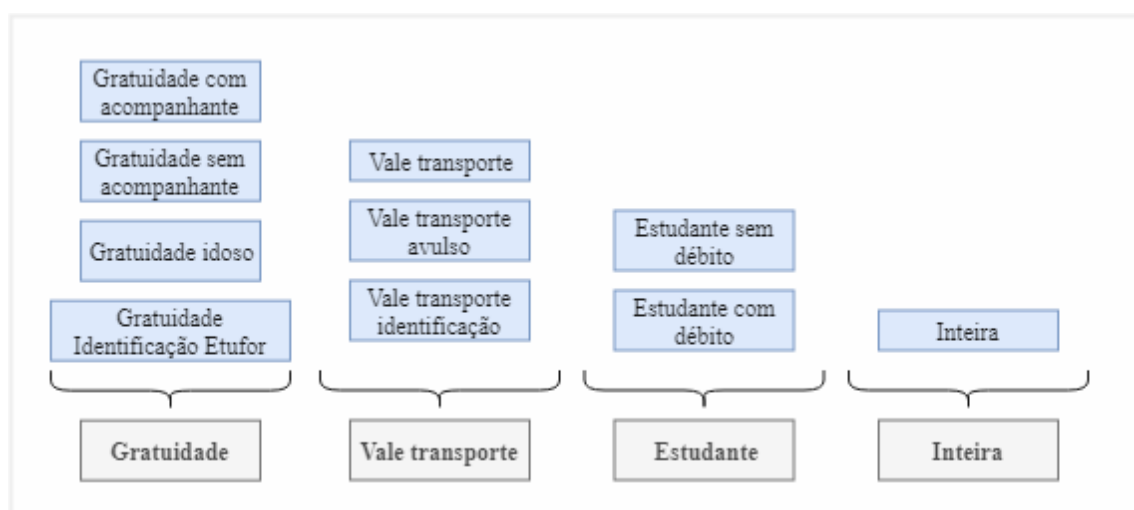 Gratuidade com
acompanhante
Gratuidade sem
acompanhante
Gratuidade idoso
Gratuidade
Identificação Etufor
Gratuidade
Vale transporte
Vale transporte
avulso
Vale transporte
identificação
Vale transporte
Estudante sem
débito
Estudante com
débito
Estudante
Inteira
Inteira